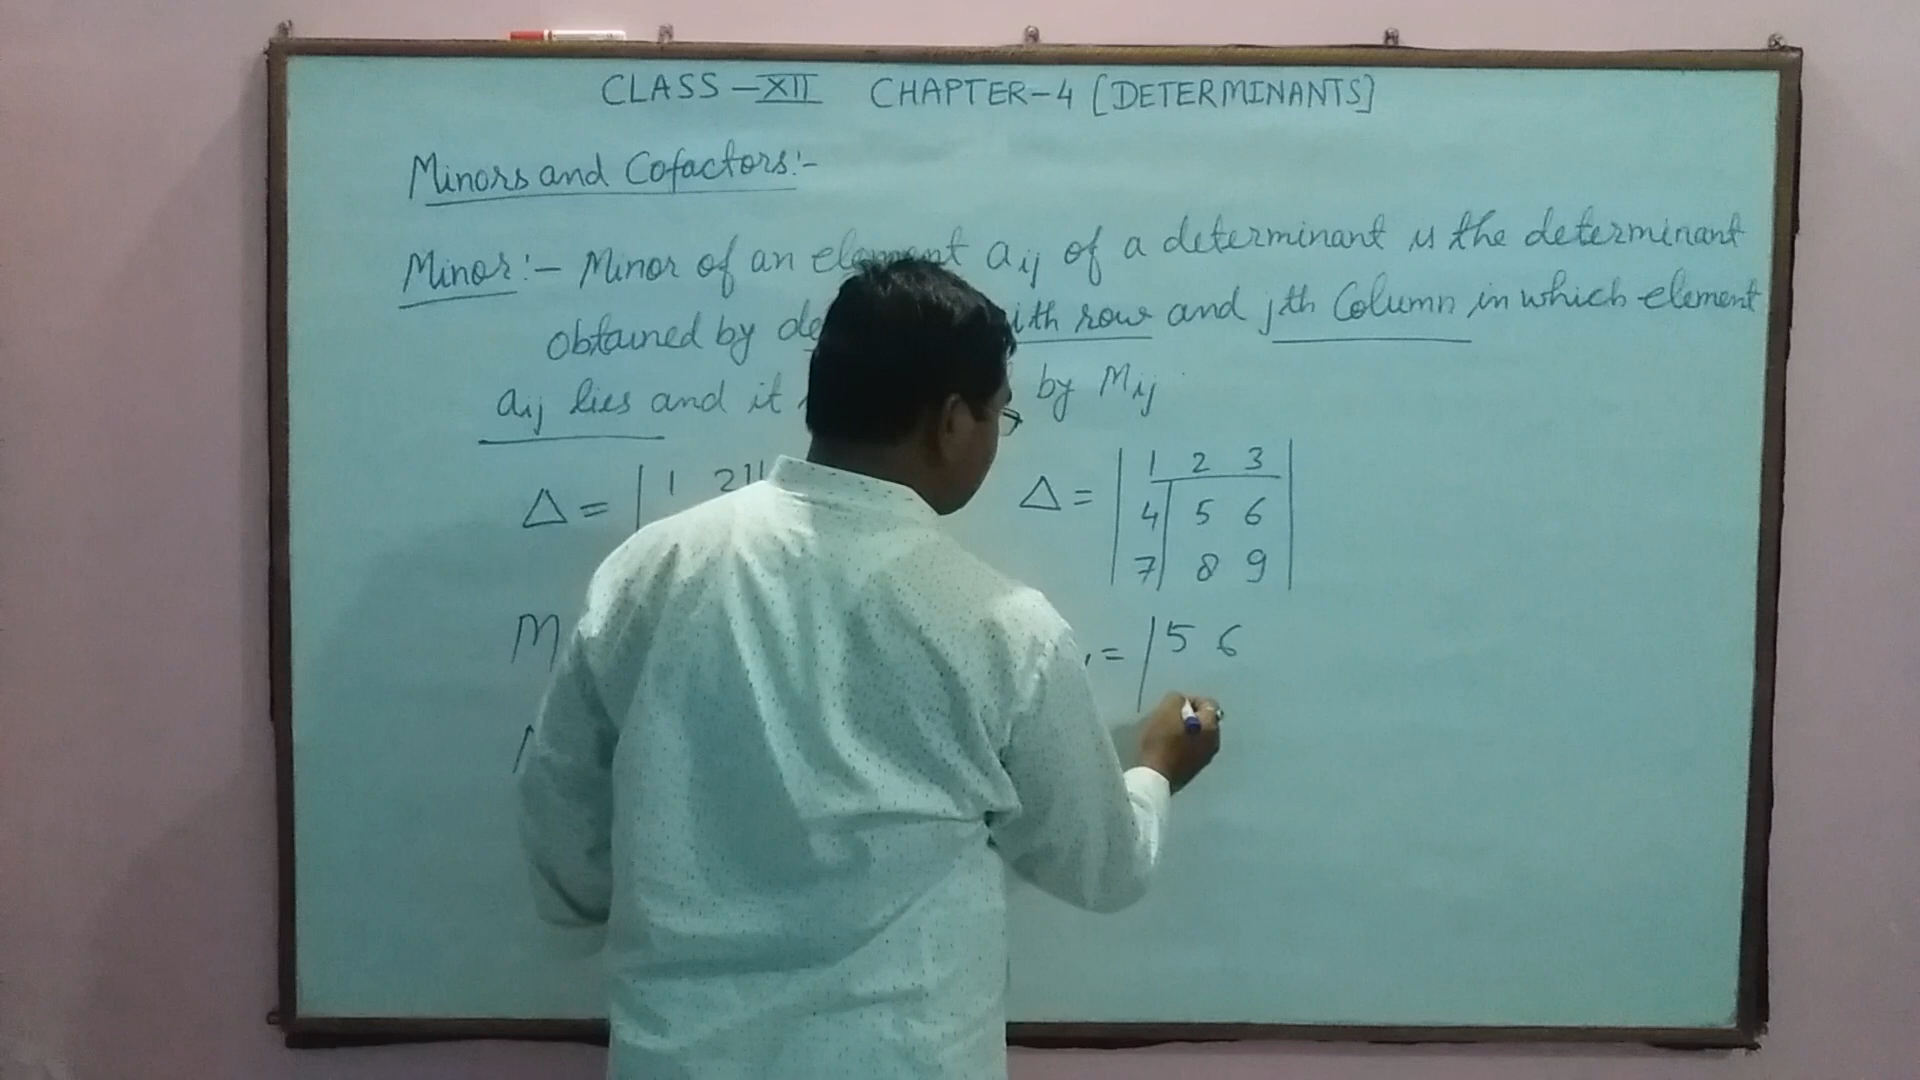 CLASS-XII CHAPTER-4 [DETERMINANTS]
Minors and Cofactors:-
Minor:- Minor of an element aij of a determinant is the determinant
obtained by ith row and jth Column in which element
aij lies and it by Mij
Δ = | 1 2 Δ = | 1 2 3 |
4 5 6
7 8 9
M = | 5 6